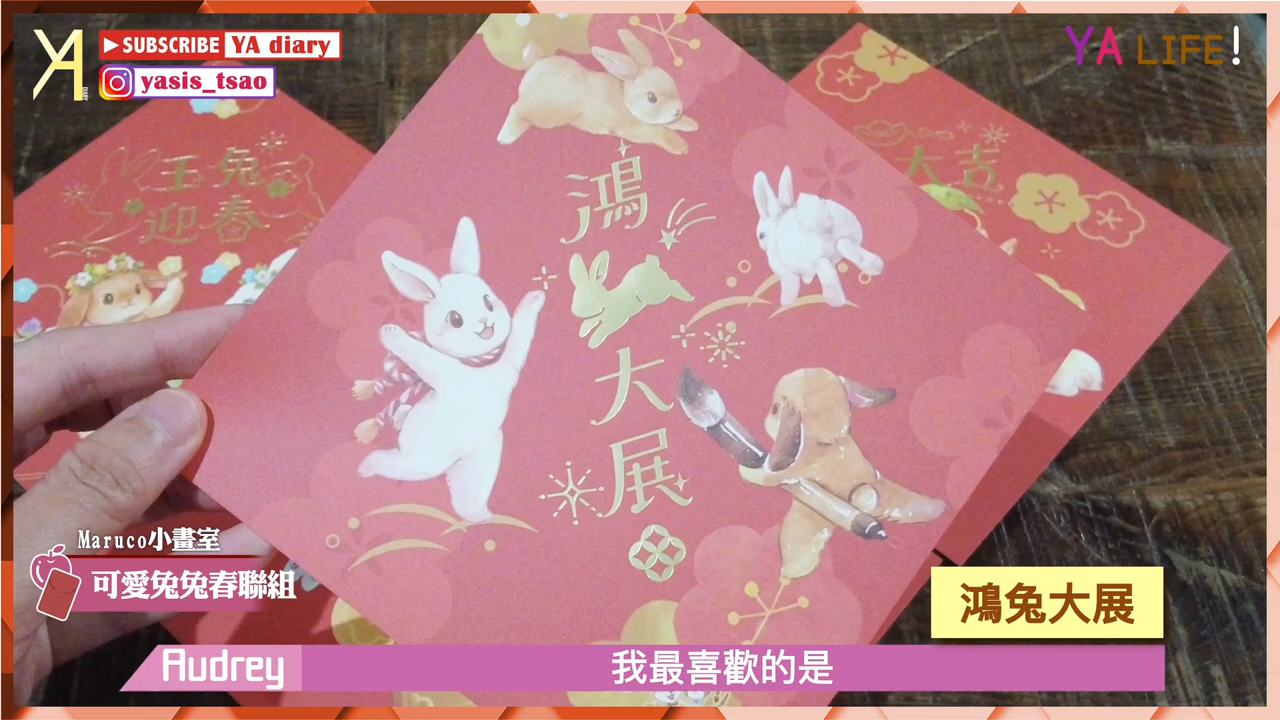 YA
DIARY
SUBSCRIBE YA diary
yasis_tsao
YA LIFE!
玉兔
迎春
鴻
大
展
大吉
Maruco小畫室
可愛兔兔春聯組
鴻兔大展
Audrey
我最喜歡的是